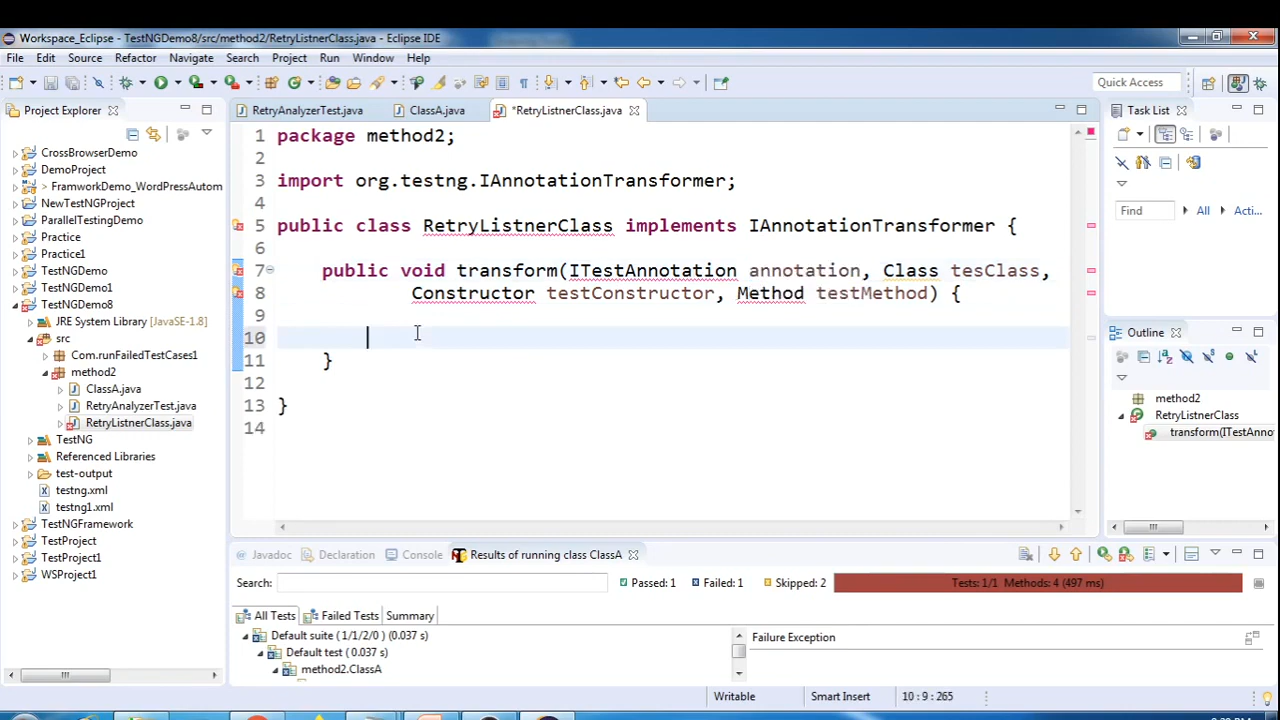 Workspace_Eclipse - TestNGDemo8/src/method2/RetryListnerClass.java - Eclipse IDE
File Edit Source Refactor Navigate Search Project Run Window Help
Quick Access
Project Explorer
CrossBrowserDemo
DemoProject
> FramworkDemo_WordPressAutom
NewTestNGProject
ParallelTestingDemo
Practice
Practice1
TestNGDemo
TestNGDemo1
TestNGDemo8
JRE System Library [JavaSE-1.8]
src
Com.runFailedTestCases1
method2
ClassA.java
RetryAnalyzerTest.java
RetryListnerClass.java
TestNG
Referenced Libraries
test-output
testng.xml
testng1.xml
TestNGFramework
TestProject
TestProject1
WSProject1
RetryAnalyzerTest.java ClassA.java *RetryListnerClass.java
1 package method2;
2
3 import org.testng.IAnnotationTransformer;
4
5 public class RetryListnerClass implements IAnnotationTransformer {
6
7 public void transform(ITestAnnotation annotation, Class tesClass,
8 Constructor testConstructor, Method testMethod) {
9
10
11 }
12
13 }
14
Task List
Find All Activ...
Outline
method2
RetryListnerClass
transform(ITestAnno
Javadoc Declaration Console Results of running class ClassA
Search: Passed: 1 Failed: 1 Skipped: 2 Tests: 1/1 Methods: 4 (497 ms)
All Tests Failed Tests Summary
Default suite ( 1/1/2/0 ) (0.037 s)
Default test ( 0.037 s)
method2.ClassA
Failure Exception
Writable Smart Insert 10 : 9 : 265